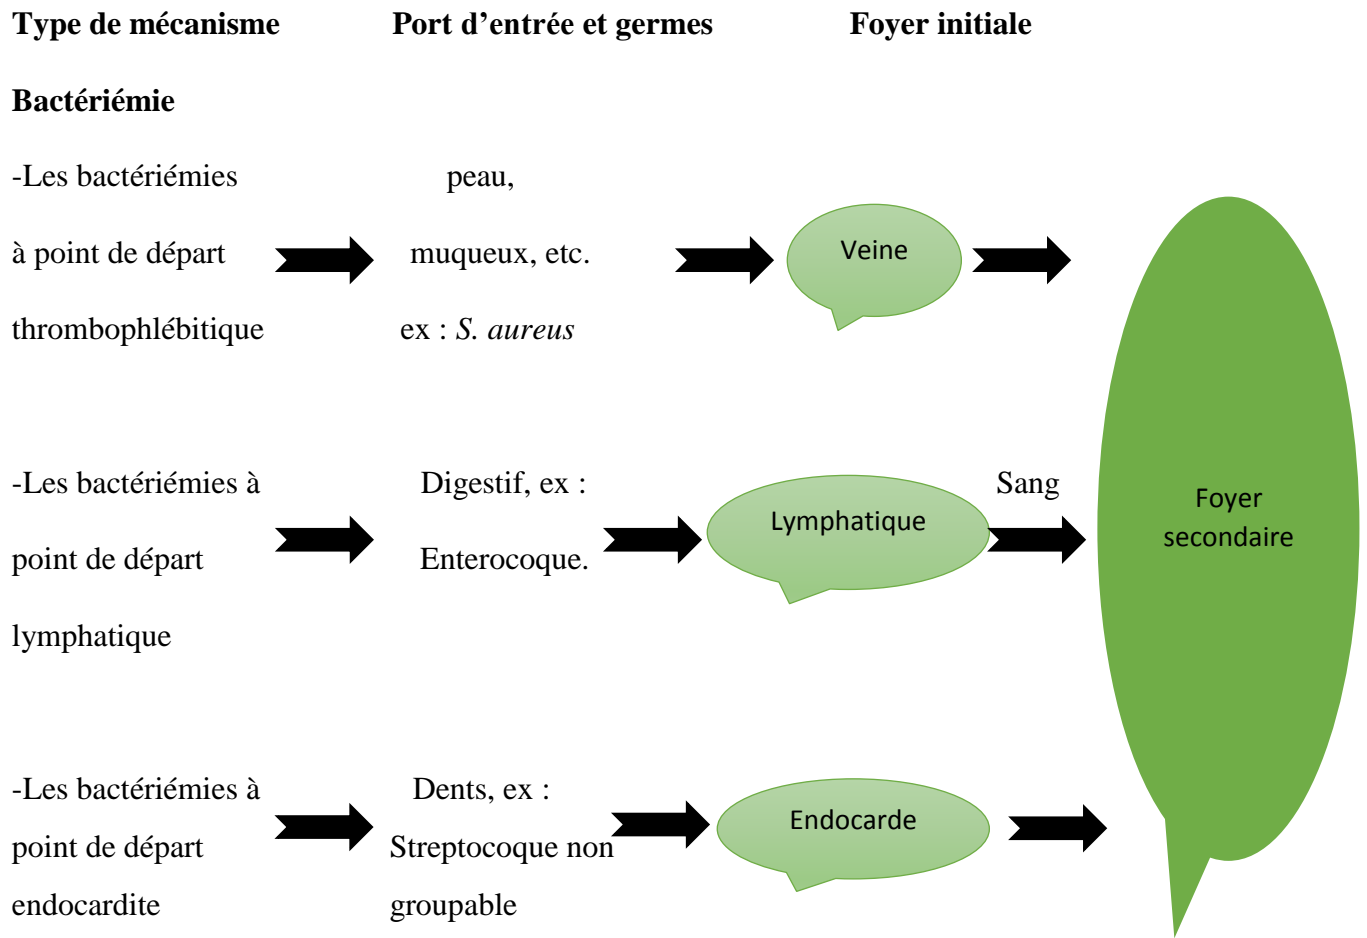 Type de mécanisme Port d’entrée et germes Foyer initiale
Bactériémie
-Les bactériémies peau,
à point de départ muqueux, etc. Veine
thrombophlébitique ex : S. aureus
-Les bactériémies à Digestif, ex : Sang
Lymphatique
point de départ Enterocoque.
lymphatique
Foyer
secondaire
-Les bactériémies à Dents, ex :
Endocarde
point de départ Streptocoque non
endocardite groupable